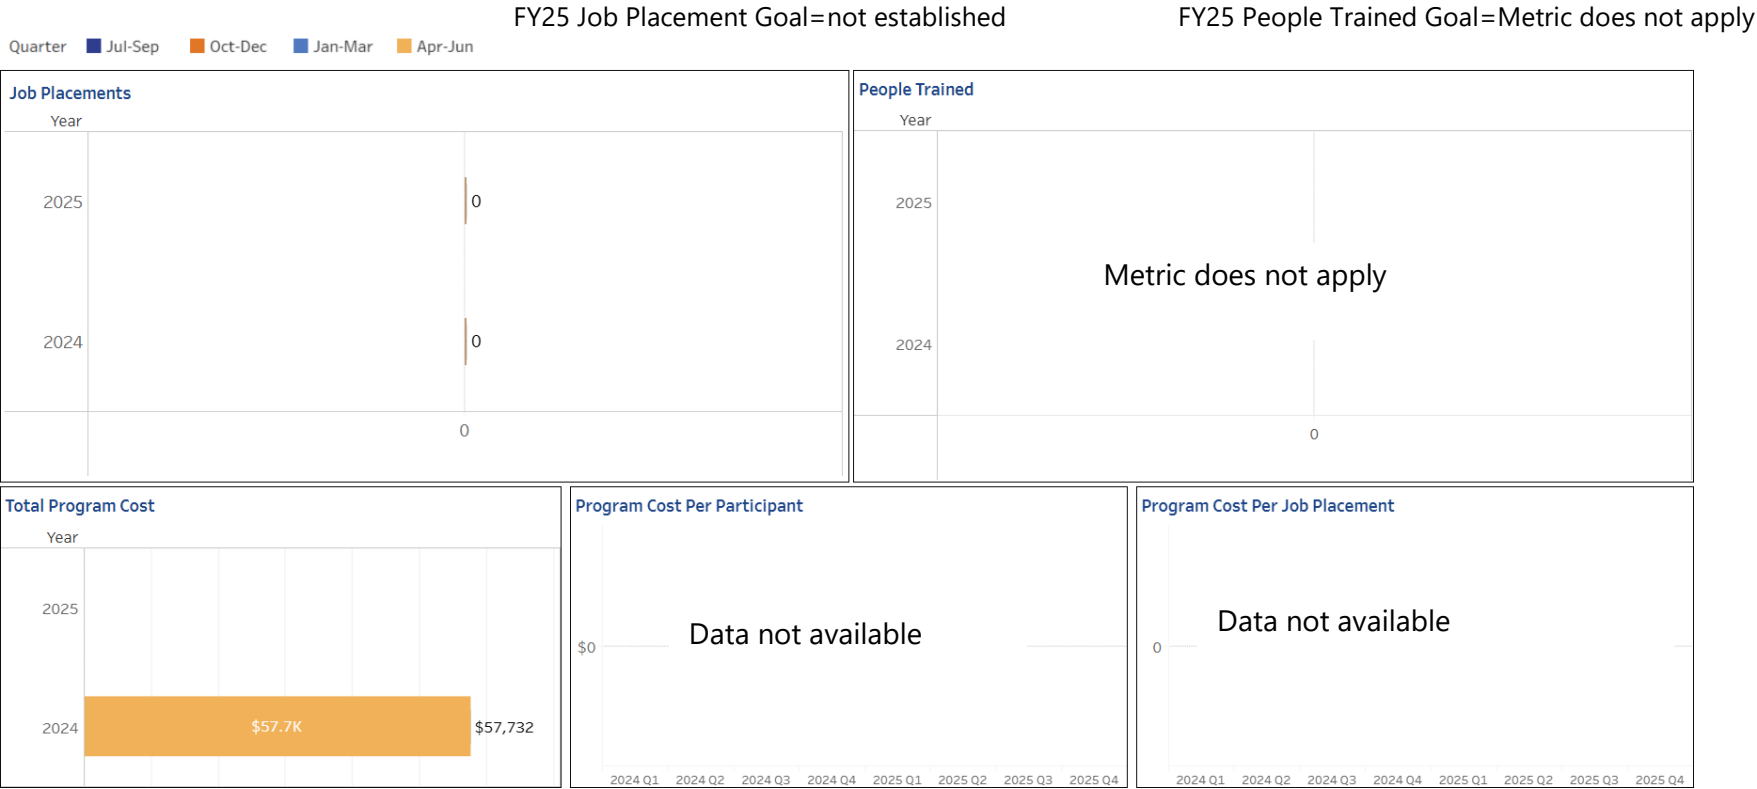 FY25 Job Placement Goal=not established
FY25 People Trained Goal=Metric does not apply
Quarter Jul-Sep Oct-Dec Jan-Mar Apr-Jun
Job Placements
Year
2025
0
2024
0
0
People Trained
Year
2025
Metric does not apply
2024
0
Total Program Cost
Year
2025
2024
$57.7K
$57,732
Program Cost Per Participant
Data not available
$0
2024 Q1 2024 Q2 2024 Q3 2024 Q4 2025 Q1 2025 Q2 2025 Q3 2025 Q4
Program Cost Per Job Placement
Data not available
0
2024 Q1 2024 Q2 2024 Q3 2024 Q4 2025 Q1 2025 Q2 2025 Q3 2025 Q4